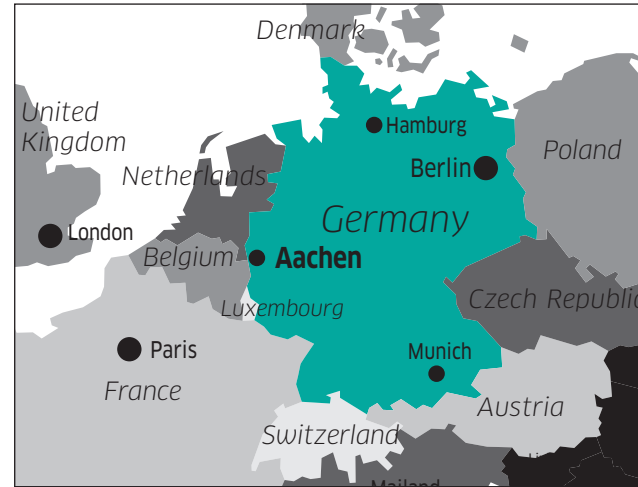 Denmark
United
Kingdom
Hamburg
Netherlands
Berlin
Poland
Germany
London
Belgium
Aachen
Luxembourg
Czech Republic
Paris
Munich
France
Austria
Switzerland
Mailand